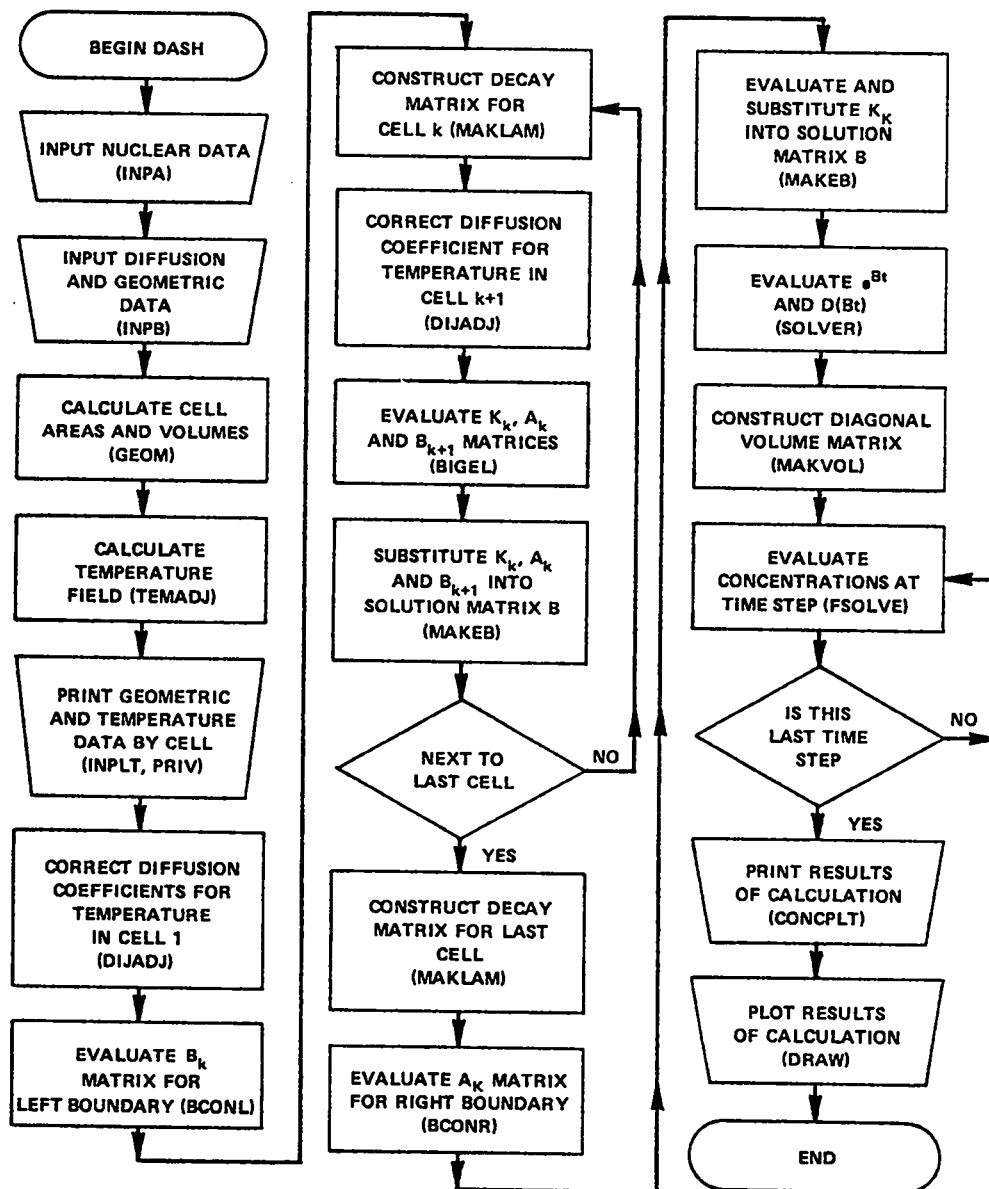 BEGIN DASH
INPUT NUCLEAR DATA
(INPA)
INPUT DIFFUSION
AND GEOMETRIC
DATA
(INPB)
CALCULATE CELL
AREAS AND VOLUMES
(GEOM)
CALCULATE
TEMPERATURE
FIELD (TEMADJ)
PRINT GEOMETRIC
AND TEMPERATURE
DATA BY CELL
(INPLT, PRIV)
CORRECT DIFFUSION
COEFFICIENTS FOR
TEMPERATURE
IN CELL 1
(DIJADJ)
EVALUATE B_k
MATRIX FOR
LEFT BOUNDARY (BCONL)
CONSTRUCT DECAY
MATRIX FOR
CELL k (MAKLAM)
CORRECT DIFFUSION
COEFFICIENT FOR
TEMPERATURE IN
CELL k+1
(DIJADJ)
EVALUATE K_k, A_k
AND B_{k+1} MATRICES
(BIGEL)
SUBSTITUTE K_k, A_k
AND B_{k+1} INTO
SOLUTION MATRIX B
(MAKEB)
NEXT TO
LAST CELL
NO
YES
CONSTRUCT DECAY
MATRIX FOR LAST
CELL
(MAKLAM)
EVALUATE A_K MATRIX
FOR RIGHT BOUNDARY
(BCONR)
EVALUATE AND
SUBSTITUTE K_K
INTO SOLUTION
MATRIX B
(MAKEB)
EVALUATE e^{Bt}
AND D(Bt)
(SOLVER)
CONSTRUCT DIAGONAL
VOLUME MATRIX
(MAKVOL)
EVALUATE
CONCENTRATIONS AT
TIME STEP (FSOLVE)
IS THIS
LAST TIME
STEP
NO
YES
PRINT RESULTS
OF CALCULATION
(CONCPLT)
PLOT RESULTS
OF CALCULATION
(DRAW)
END